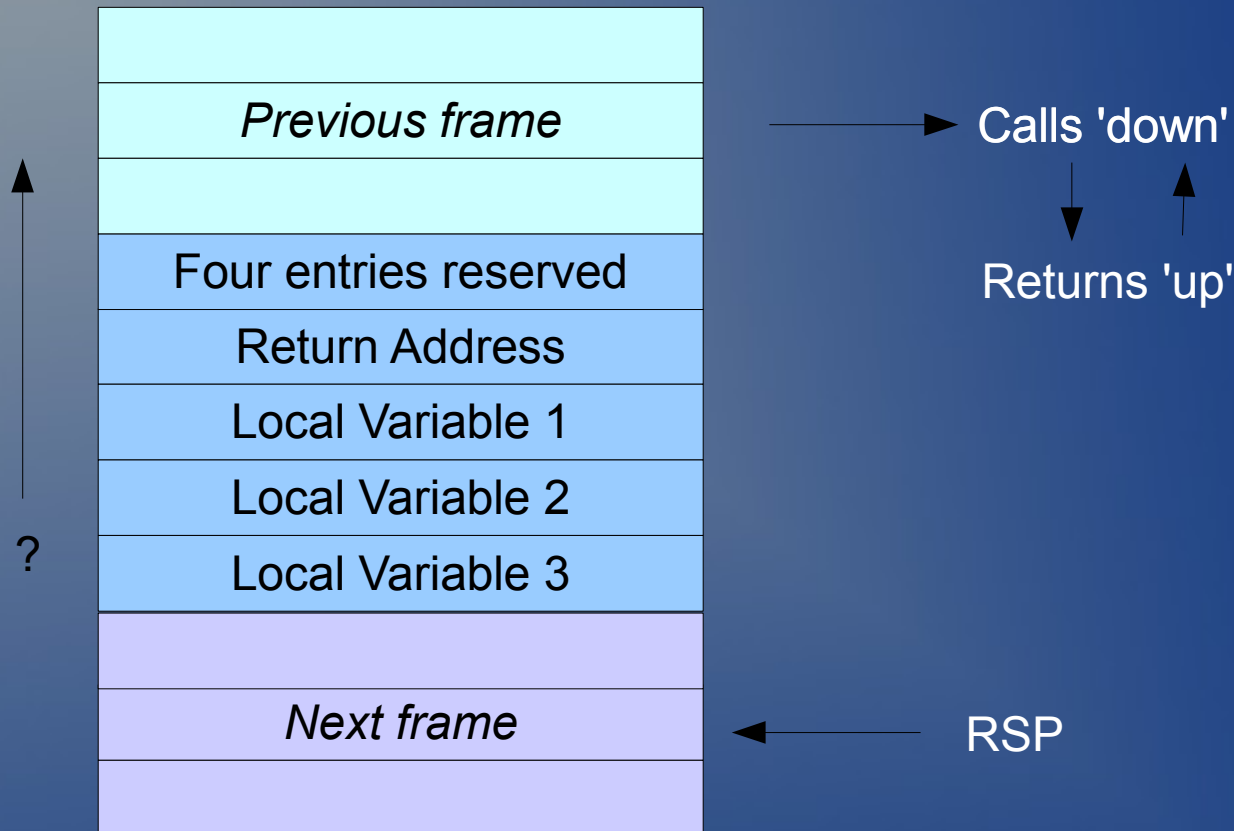 Previous frame
Calls 'down'
Four entries reserved
Returns 'up'
Return Address
Local Variable 1
Local Variable 2
?
Local Variable 3
Next frame
RSP